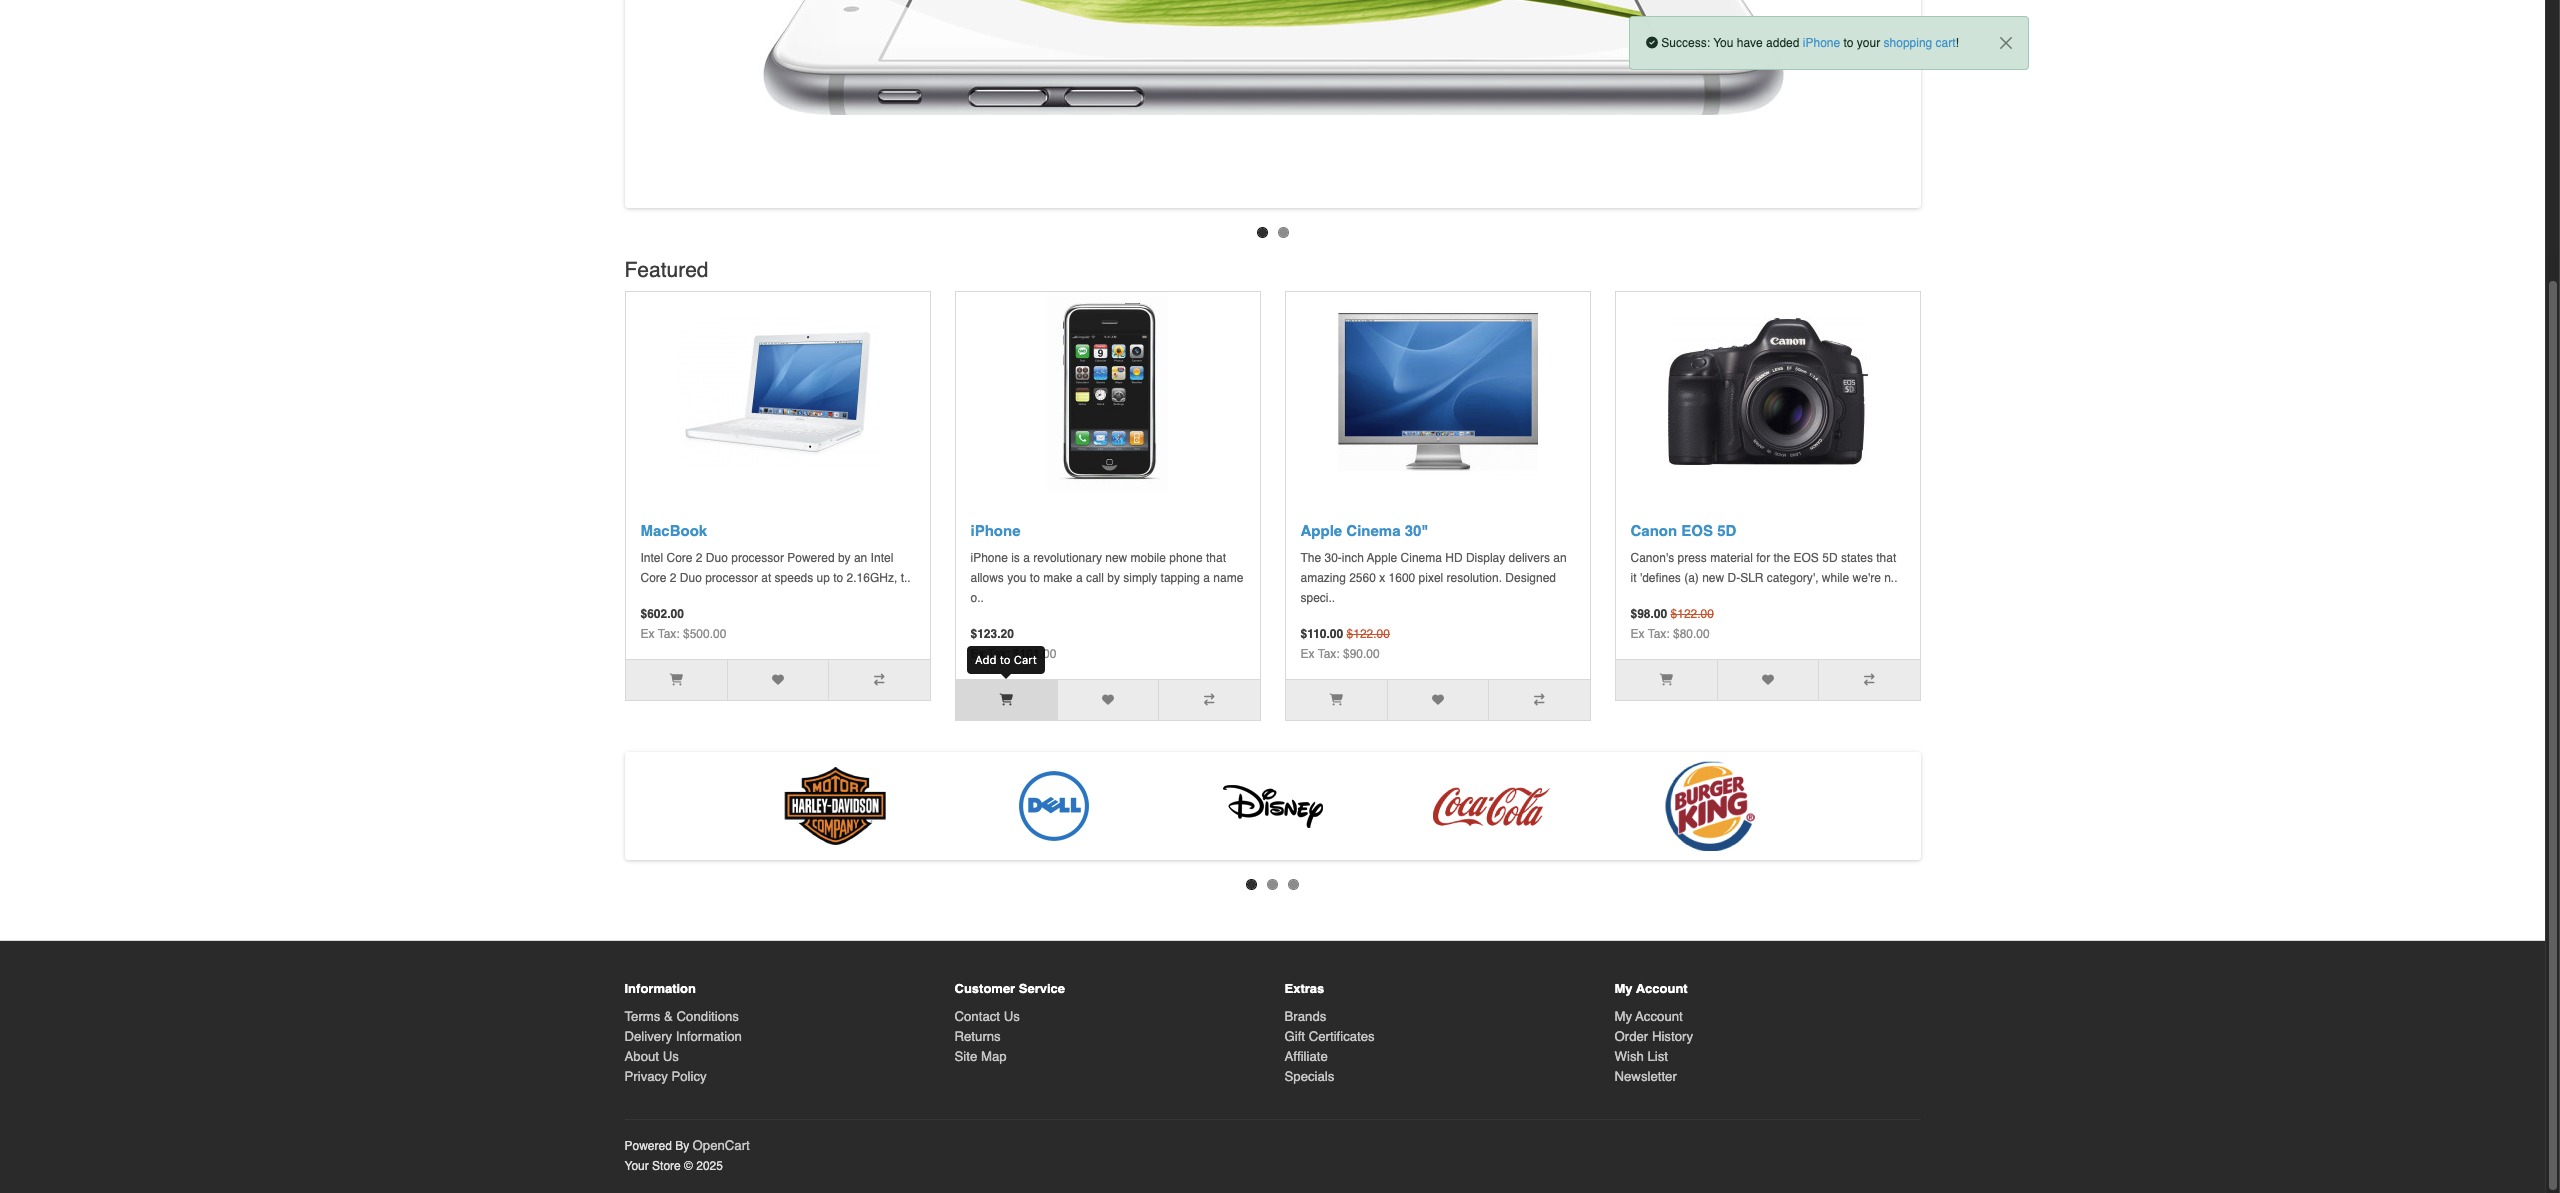 Success: You have added iPhone to your shopping cart!
Featured
Canon
MacBook
Intel Core 2 Duo processor Powered by an Intel
Core 2 Duo processor at speeds up to 2.16GHz, t..
$602.00
Ex Tax: $500.00
iPhone
iPhone is a revolutionary new mobile phone that
allows you to make a call by simply tapping a name
o..
$123.20
Add to Cart
Apple Cinema 30"
The 30-inch Apple Cinema HD Display delivers an
amazing 2560 x 1600 pixel resolution. Designed
speci..
$110.00 $122.00
Ex Tax: $90.00
Canon EOS 5D
Canon's press material for the EOS 5D states that
it 'defines (a) new D-SLR category', while we're n..
$98.00 $122.00
Ex Tax: $80.00
MOTOR
HARLEY-DAVIDSON
COMPANY
DELL
Disney
Coca-Cola
BURGER
KING
Information
Terms & Conditions
Delivery Information
About Us
Privacy Policy
Customer Service
Contact Us
Returns
Site Map
Extras
Brands
Gift Certificates
Affiliate
Specials
My Account
My Account
Order History
Wish List
Newsletter
Powered By OpenCart
Your Store © 2025